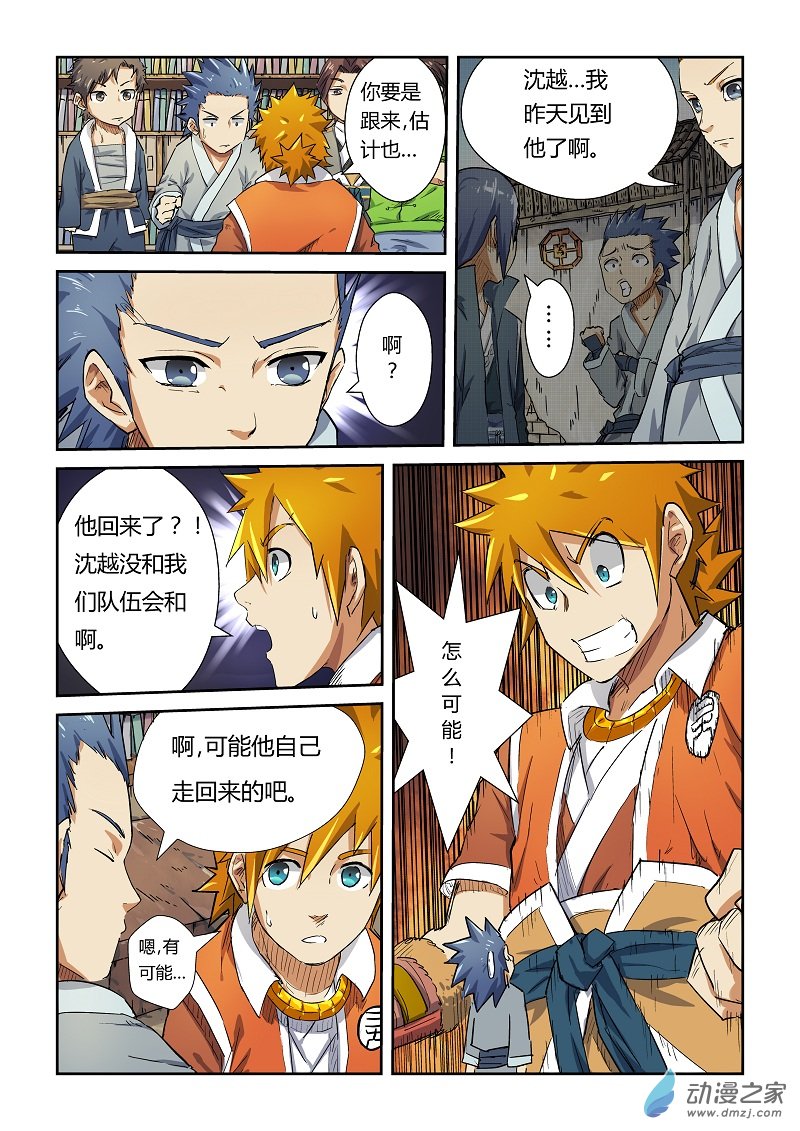 你要是
跟来,估
计也…
沈越…我
昨天见到
他了啊。
……
啊
?
他回来了?!
沈越没和我
们队伍会和
啊。
怎么可能!
啊,可能他自己
走回来的吧。
嗯,有
可能…
动漫之家
www.dmzj.com